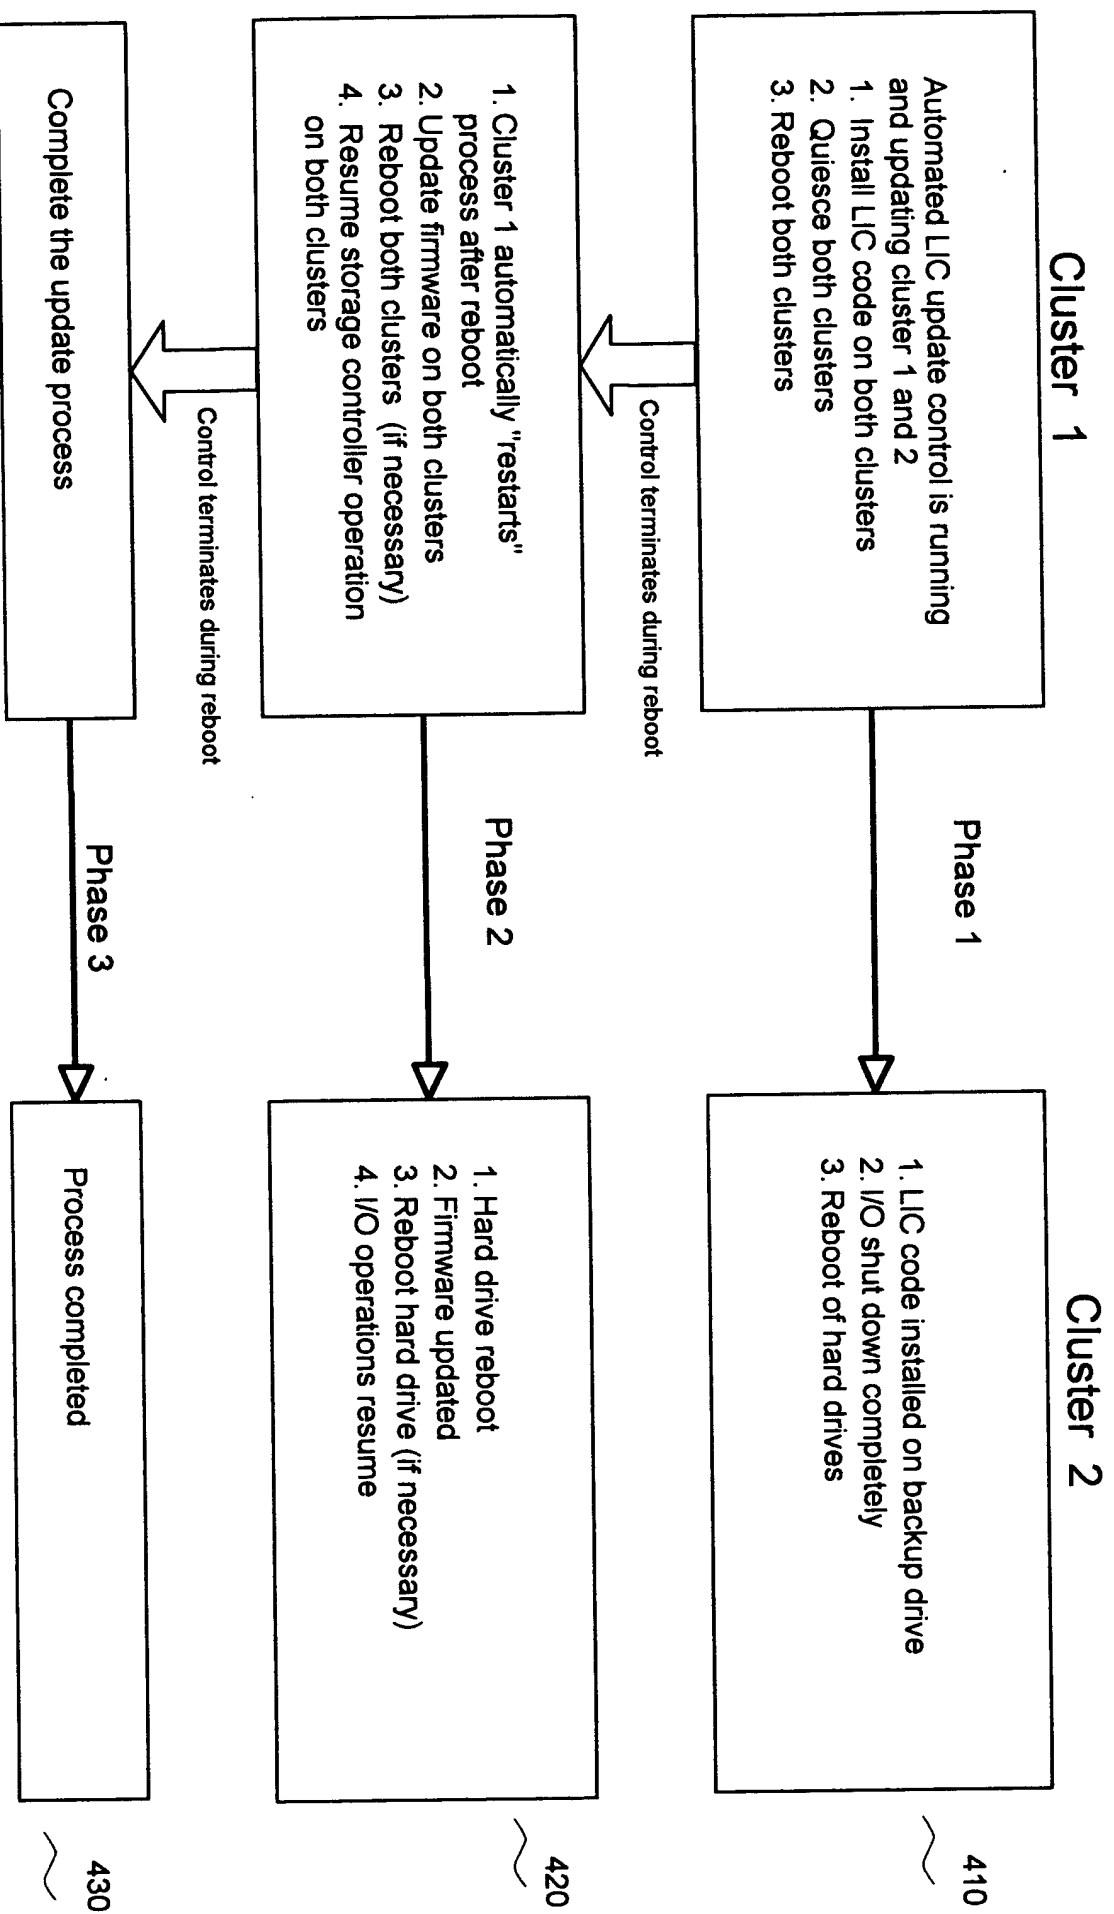 Cluster 1
Cluster 2
Automated LIC update control is running
and updating cluster 1 and 2
1. Install LIC code on both clusters
2. Quiesce both clusters
3. Reboot both clusters
Phase 1
1. LIC code installed on backup drive
2. I/O shut down completely
3. Reboot of hard drives
410
Control terminates during reboot
1. Cluster 1 automatically "restarts"
process after reboot
2. Update firmware on both clusters
3. Reboot both clusters (if necessary)
4. Resume storage controller operation
on both clusters
Phase 2
1. Hard drive reboot
2. Firmware updated
3. Reboot hard drive (if necessary)
4. I/O operations resume
420
Control terminates during reboot
Complete the update process
Phase 3
Process completed
430